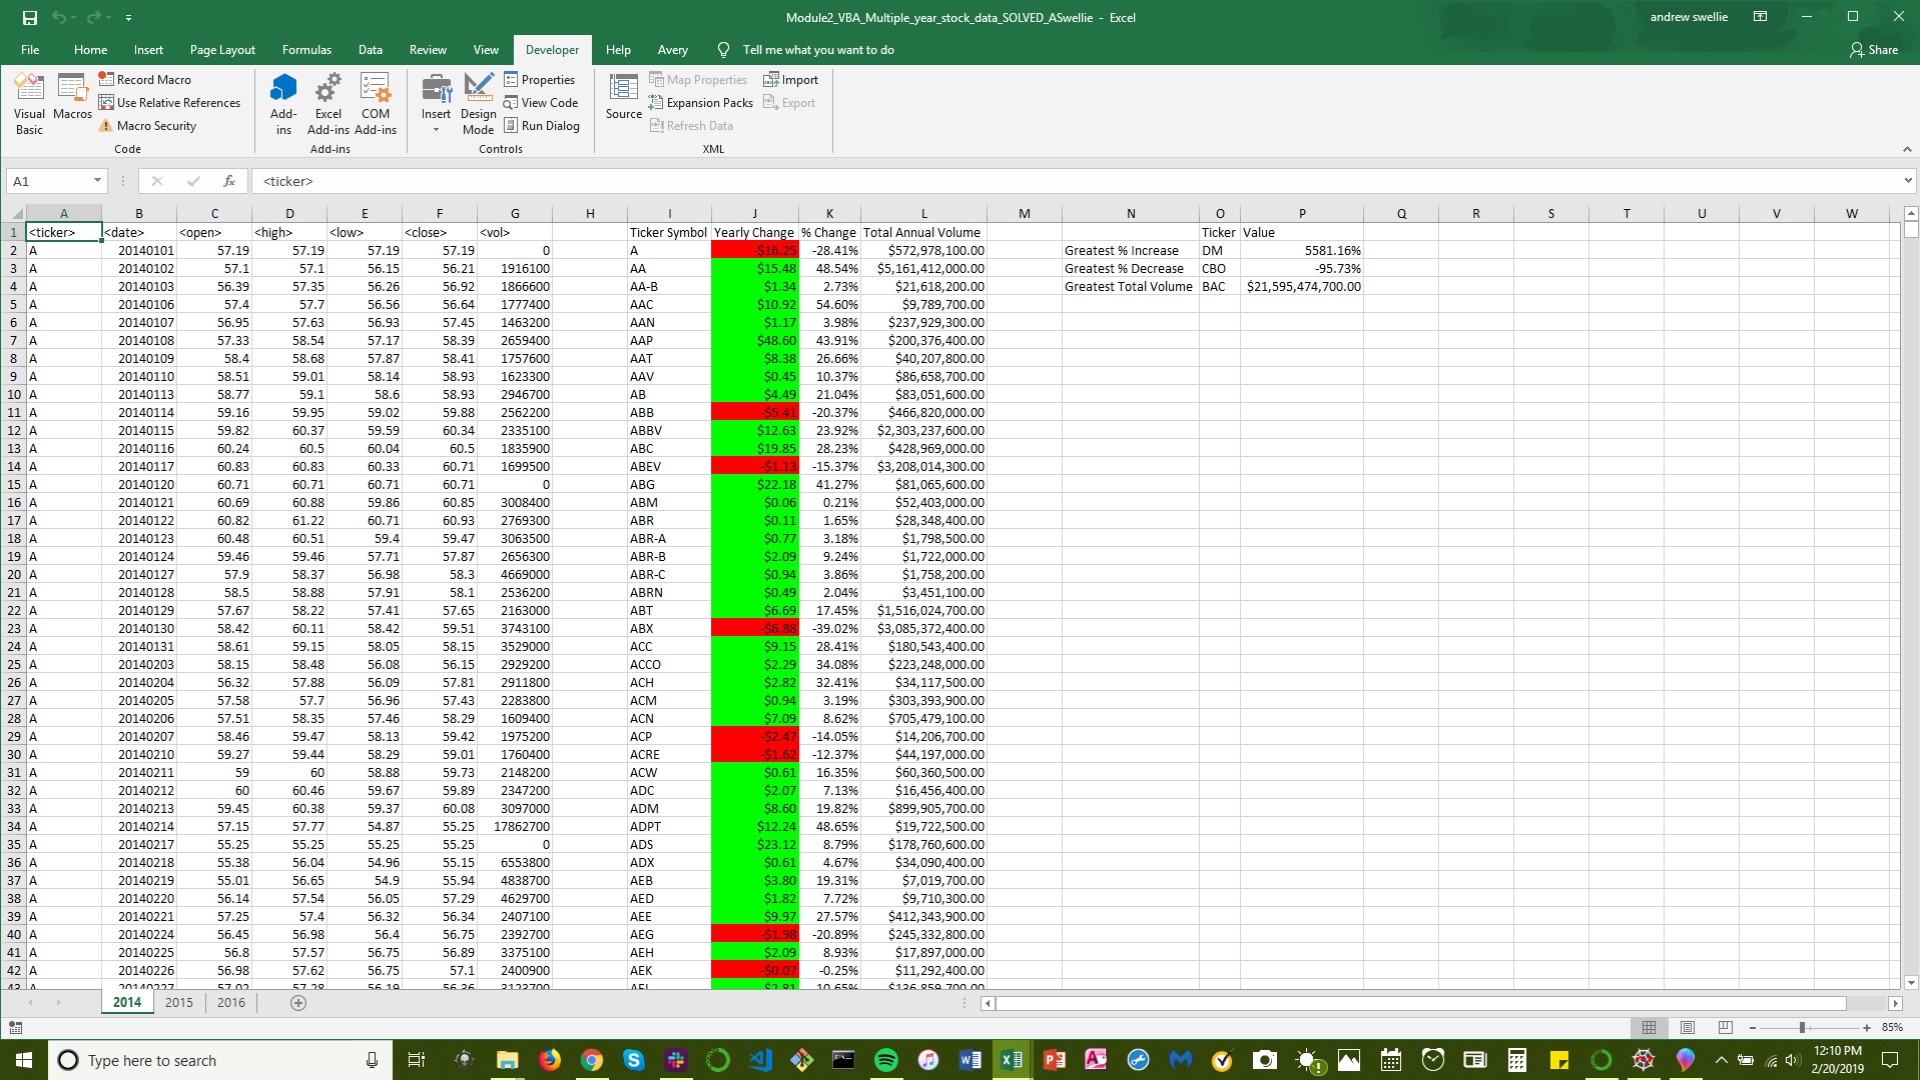 Module2_VBA_Multiple_year_stock_data_SOLVED_ASwellie - Excel
andrew swellie
File Home Insert Page Layout Formulas Data Review View Developer Help Avery Tell me what you want to do Share
Visual Basic
Macros
Record Macro
Use Relative References
Macro Security
Code
Add-ins
Excel Add-ins
COM Add-ins
Add-ins
Insert
Design Mode
Properties
View Code
Run Dialog
Controls
Source
Map Properties
Expansion Packs
Refresh Data
Import
Export
XML
A1 fx <ticker>
A B C D E F G H I J K L M N O P Q R S T U V W
1 <ticker> <date> <open> <high> <low> <close> <vol> Ticker Symbol Yearly Change % Change Total Annual Volume Ticker Value
2 A 20140101 57.19 57.19 57.19 57.19 0 A -$16.25 -28.41% $572,978,100.00 Greatest % Increase DM 5581.16%
3 A 20140102 57.1 57.1 56.15 56.21 1916100 AA $15.48 48.54% $5,161,412,000.00 Greatest % Decrease CBO -95.73%
4 A 20140103 56.39 57.35 56.26 56.92 1866600 AA-B $1.34 2.73% $21,618,200.00 Greatest Total Volume BAC $21,595,474,700.00
5 A 20140106 57.4 57.7 56.56 56.64 1777400 AAC $10.92 54.60% $9,789,700.00
6 A 20140107 56.95 57.63 56.93 57.45 1463200 AAN $1.17 3.98% $237,929,300.00
7 A 20140108 57.33 58.54 57.17 58.39 2659400 AAP $48.60 43.91% $200,376,400.00
8 A 20140109 58.4 58.68 57.87 58.41 1757600 AAT $8.38 26.66% $40,207,800.00
9 A 20140110 58.51 59.01 58.14 58.93 1623300 AAV $0.45 10.37% $86,658,700.00
10 A 20140113 58.77 59.1 58.6 58.93 2946700 AB $4.49 21.04% $83,051,600.00
11 A 20140114 59.16 59.95 59.02 59.88 2562200 ABB -$5.41 -20.37% $466,820,000.00
12 A 20140115 59.82 60.37 59.59 60.34 2335100 ABBV $12.63 23.92% $2,303,237,600.00
13 A 20140116 60.24 60.5 60.04 60.5 1835900 ABC $19.85 28.23% $428,969,000.00
14 A 20140117 60.83 60.83 60.33 60.71 1699500 ABEV -$1.13 -15.37% $3,208,014,300.00
15 A 20140120 60.71 60.71 60.71 60.71 0 ABG $22.18 41.27% $81,065,600.00
16 A 20140121 60.69 60.88 59.86 60.85 3008400 ABM $0.06 0.21% $52,403,000.00
17 A 20140122 60.82 61.22 60.71 60.93 2769300 ABR $0.11 1.65% $28,348,400.00
18 A 20140123 60.48 60.51 59.4 59.47 3063500 ABR-A $0.77 3.18% $1,798,500.00
19 A 20140124 59.46 59.46 57.71 57.87 2656300 ABR-B $2.09 9.24% $1,722,000.00
20 A 20140127 57.9 58.37 56.98 58.3 4669000 ABR-C $0.94 3.86% $1,758,200.00
21 A 20140128 58.5 58.88 57.91 58.1 2536200 ABRN $0.49 2.04% $3,451,100.00
22 A 20140129 57.67 58.22 57.41 57.65 2163000 ABT $6.69 17.45% $1,516,024,700.00
23 A 20140130 58.42 60.11 58.42 59.51 3743100 ABX -$6.88 -39.02% $3,085,372,400.00
24 A 20140131 58.61 59.15 58.05 58.15 3529000 ACC $9.15 28.41% $180,543,400.00
25 A 20140203 58.15 58.48 56.08 56.15 2929200 ACCO $2.29 34.08% $223,248,000.00
26 A 20140204 56.32 57.88 56.09 57.81 2911800 ACH $2.82 32.41% $34,117,500.00
27 A 20140205 57.58 57.7 56.96 57.43 2283800 ACM $0.94 3.19% $303,393,900.00
28 A 20140206 57.51 58.35 57.46 58.29 1609400 ACN $7.09 8.62% $705,479,100.00
29 A 20140207 58.46 59.47 58.13 59.42 1975200 ACP -$2.47 -14.05% $14,206,700.00
30 A 20140210 59.27 59.44 58.29 59.01 1760400 ACRE -$1.62 -12.37% $44,197,000.00
31 A 20140211 59 60 58.88 59.73 2148200 ACW $0.61 16.35% $60,360,500.00
32 A 20140212 60 60.46 59.67 59.89 2347200 ADC $2.07 7.13% $16,456,400.00
33 A 20140213 59.45 60.38 59.37 60.08 3097000 ADM $8.60 19.82% $899,905,700.00
34 A 20140214 57.15 57.77 54.87 55.25 17862700 ADPT $12.24 48.65% $19,722,500.00
35 A 20140217 55.25 55.25 55.25 55.25 0 ADS $23.12 8.79% $178,760,600.00
36 A 20140218 55.38 56.04 54.96 55.15 6553800 ADX $0.61 4.67% $34,090,400.00
37 A 20140219 55.01 56.65 54.9 55.94 4838700 AEB $3.80 19.31% $7,019,700.00
38 A 20140220 56.14 57.54 56.05 57.29 4629700 AED $1.82 7.72% $9,710,300.00
39 A 20140221 57.25 57.4 56.32 56.34 2407100 AEE $9.97 27.57% $412,343,900.00
40 A 20140224 56.45 56.98 56.4 56.75 2392700 AEG -$1.98 -20.89% $245,332,800.00
41 A 20140225 56.8 57.57 56.75 56.89 3375100 AEH $2.09 8.93% $17,897,000.00
42 A 20140226 56.98 57.62 56.75 57.1 2400900 AEK -$0.07 -0.25% $11,292,400.00
2014 2015 2016
85%
Type here to search
12:10 PM
2/20/2019